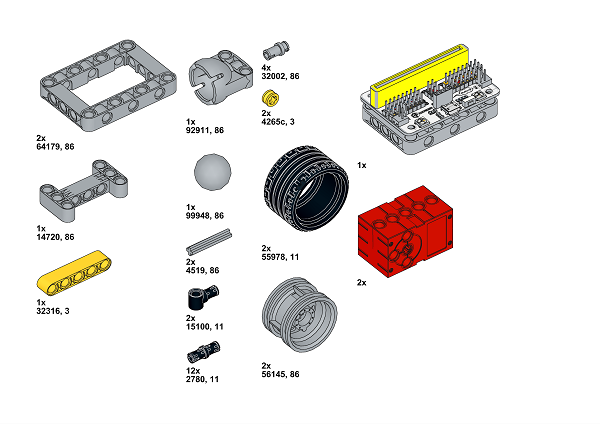 2x
64179, 86
1x
14720, 86
1x
32316, 3
1x
92911, 86
1x
99948, 86
2x
4519, 86
2x
15100, 11
12x
2780, 11
4x
32002, 86
2x
4265c, 3
2x
55978, 11
2x
56145, 86
1x
2x